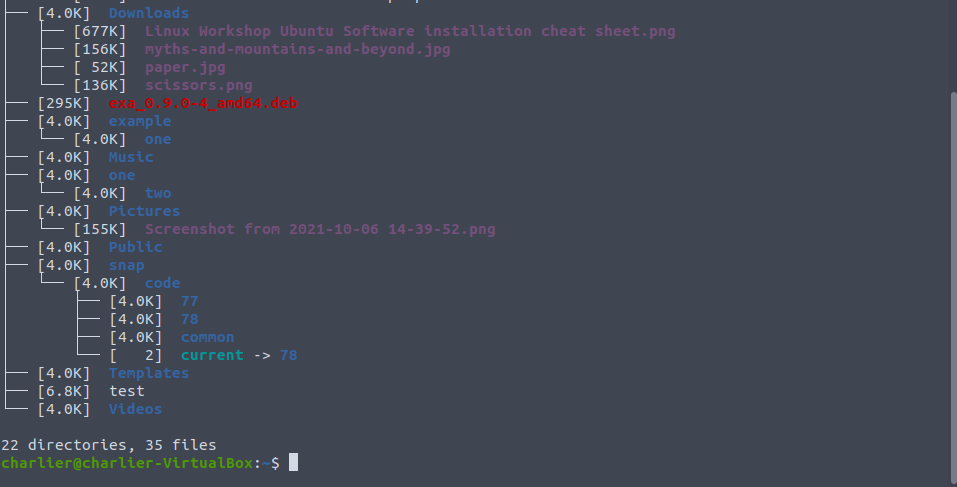 ├── [4.0K]  Downloads
│   ├── [677K]  Linux Workshop Ubuntu Software installation cheat sheet.png
│   ├── [156K]  myths-and-mountains-and-beyond.jpg
│   ├── [ 52K]  paper.jpg
│   └── [136K]  scissors.png
├── [295K]  exa_0.9.0-4_amd64.deb
├── [4.0K]  example
│   └── [4.0K]  one
├── [4.0K]  Music
├── [4.0K]  one
│   └── [4.0K]  two
├── [4.0K]  Pictures
│   └── [155K]  Screenshot from 2021-10-06 14-39-52.png
├── [4.0K]  Public
├── [4.0K]  snap
│   └── [4.0K]  code
│       ├── [4.0K]  77
│       ├── [4.0K]  78
│       ├── [4.0K]  common
│       └── [   2]  current -> 78
├── [4.0K]  Templates
├── [6.8K]  test
└── [4.0K]  Videos

22 directories, 35 files
charlier@charlier-VirtualBox:~$